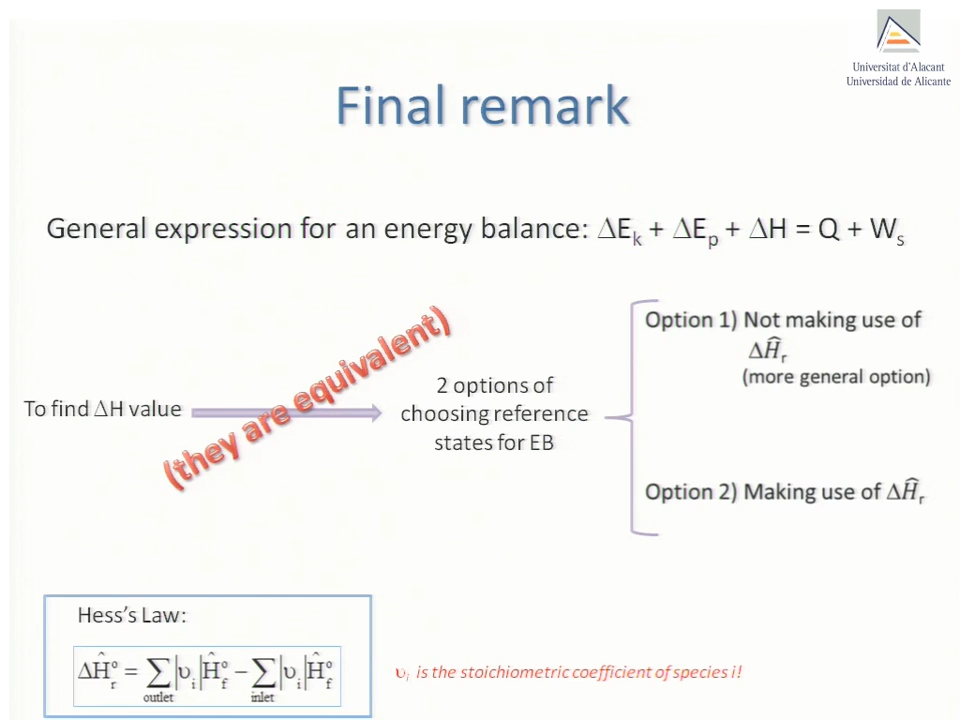 Universitat d'Alacant
Universidad de Alicante
Final remark
General expression for an energy balance: ΔE_k + ΔE_p + ΔH = Q + W_s
Option 1) Not making use of
ΔĤ_r
(more general option)
(they are equivalent)
2 options of
choosing reference
states for EB
To find ΔH value
Option 2) Making use of ΔĤ_r
Hess's Law:
ΔĤ°_r = ∑_outlet |υ_i| Ĥ°_f − ∑_inlet |υ_i| Ĥ°_f
υ_i is the stoichiometric coefficient of species i!